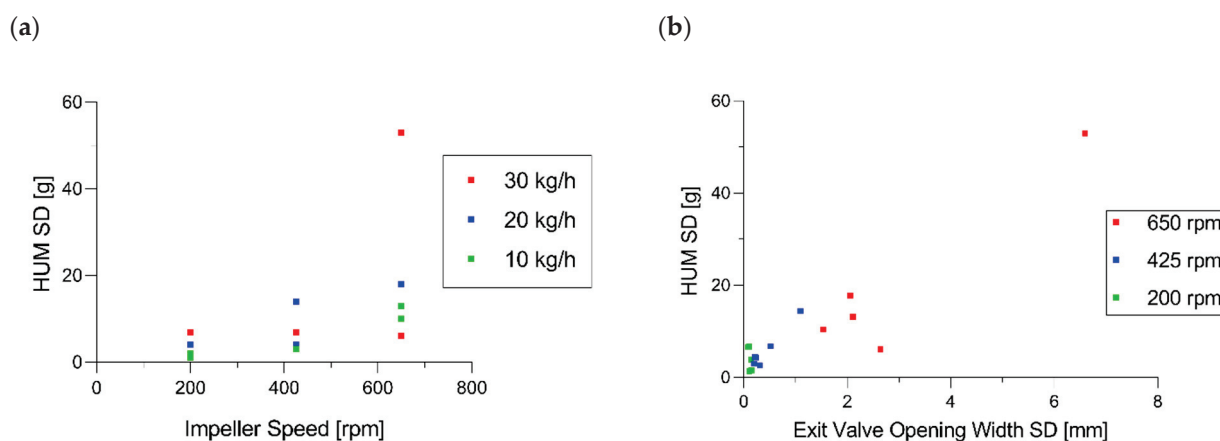 (a)
(b)
HUM SD [g]
60
40
20
0
0
200
400
600
800
Impeller Speed [rpm]
30 kg/h
20 kg/h
10 kg/h
HUM SD [g]
60
40
20
0
0
2
4
6
8
Exit Valve Opening Width SD [mm]
650 rpm
425 rpm
200 rpm